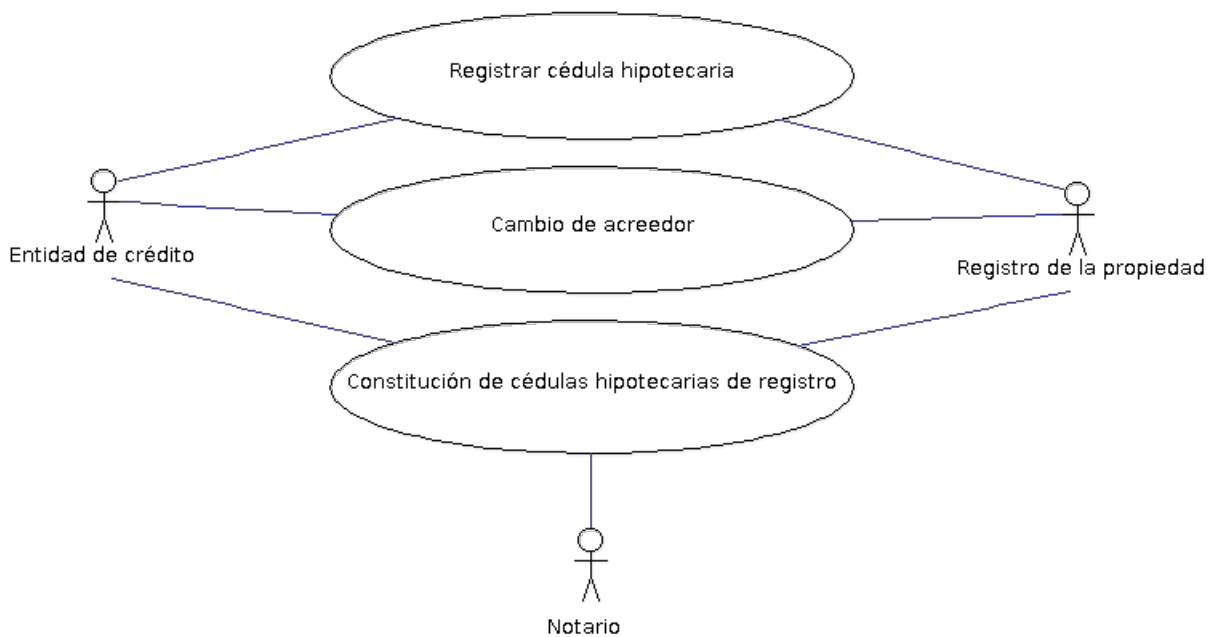 Registrar cédula hipotecaria
Cambio de acreedor
Entidad de crédito
Registro de la propiedad
Constitución de cédulas hipotecarias de registro
Notario